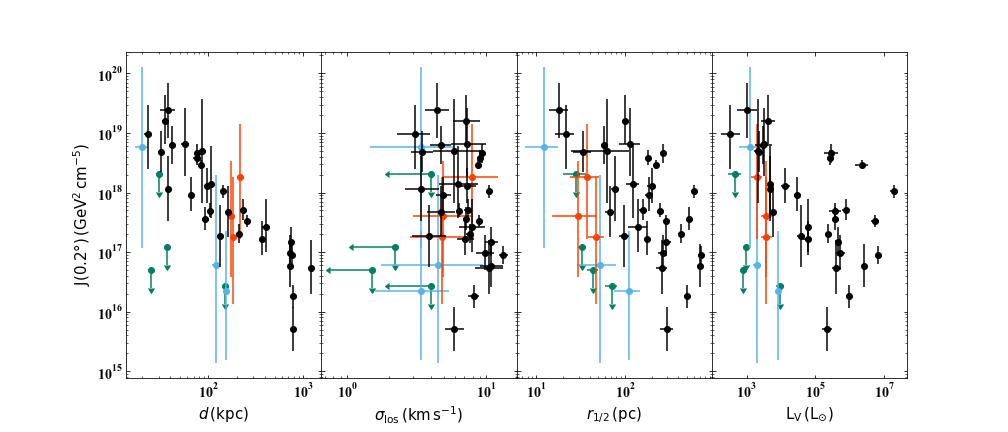 J(0.2°) (GeV² cm⁻⁵)
10²⁰
10¹⁹
10¹⁸
10¹⁷
10¹⁶
10¹⁵
10² 10³ 10⁰ 10¹ 10¹ 10² 10³ 10⁵ 10⁷
d (kpc) σ_los (km s⁻¹) r_1/2 (pc) L_V (L_⊙)